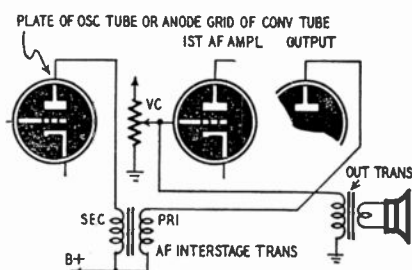 PLATE OF OSC TUBE OR ANODE GRID OF CONV TUBE
1ST AF AMPL
OUTPUT
VC
OUT TRANS
SEC
PRI
B+
AF INTERSTAGE TRANS